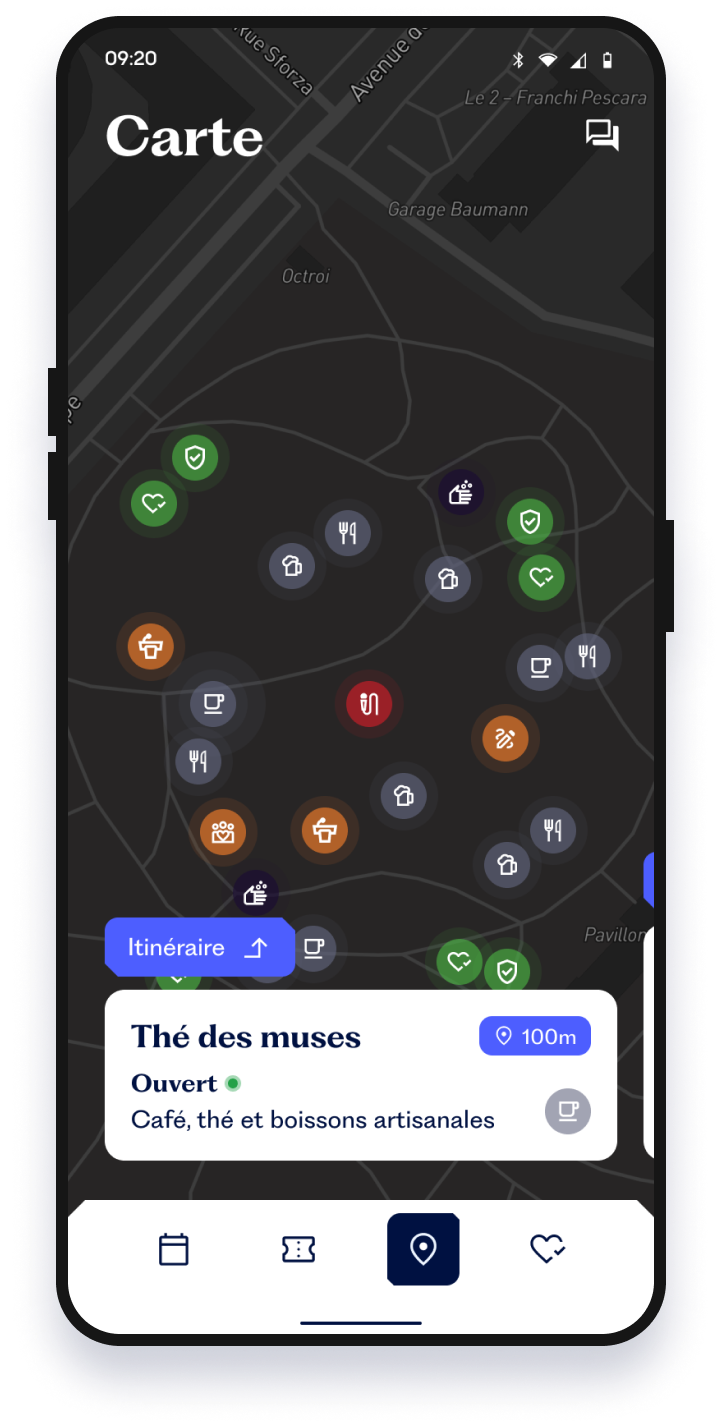 09:20
Rue Sforza
Avenue de
Le 2 – Franchi Pescara
Carte
Garage Baumann
Octroi
Pavillon
Itinéraire
Thé des muses
100m
Ouvert
Café, thé et boissons artisanales